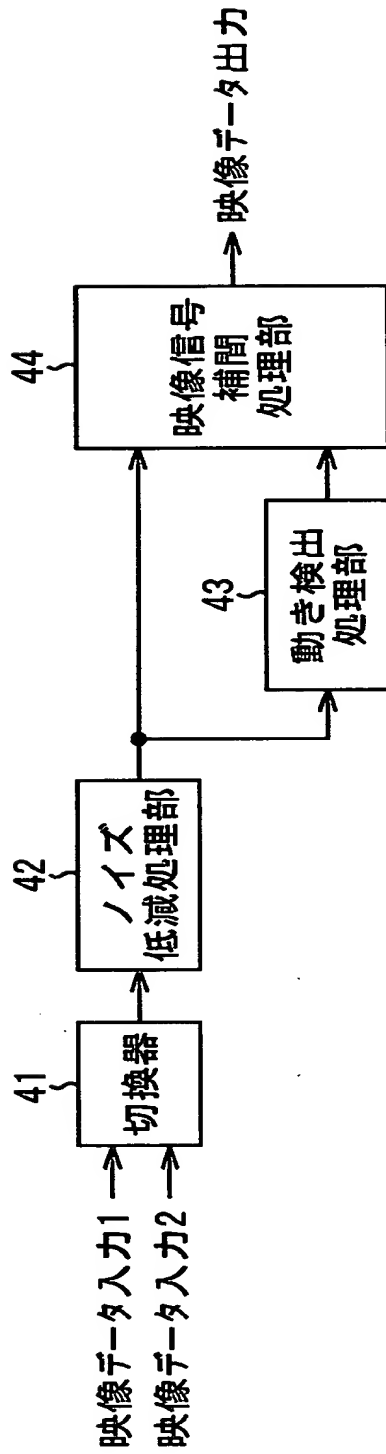 映像データ入力1
映像データ入力2
41
切換器
42
ノイズ
低減処理部
43
動き検出
処理部
44
映像信号
補間
処理部
映像データ出力